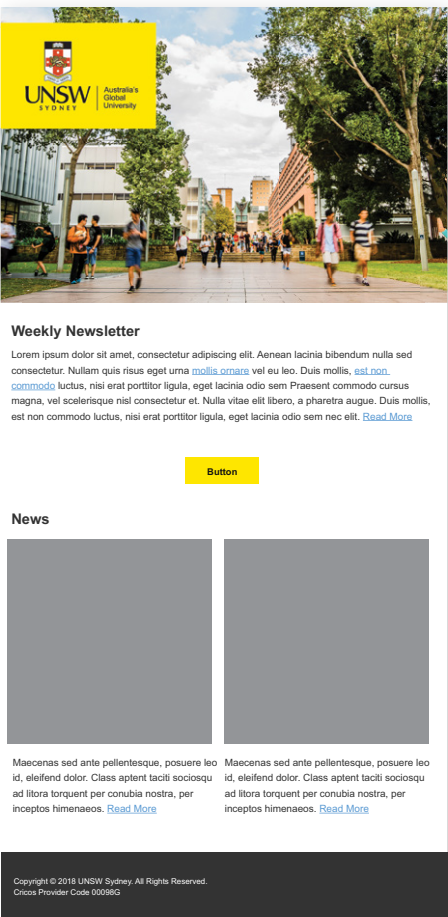 UNSW
SYDNEY
Australia's
Global
University
Weekly Newsletter
Lorem ipsum dolor sit amet, consectetur adipiscing elit. Aenean lacinia bibendum nulla sed
consectetur. Nullam quis risus eget urna mollis ornare vel eu leo. Duis mollis, est non
commodo luctus, nisi erat porttitor ligula, eget lacinia odio sem Praesent commodo cursus
magna, vel scelerisque nisl consectetur et. Nulla vitae elit libero, a pharetra augue. Duis mollis,
est non commodo luctus, nisi erat porttitor ligula, eget lacinia odio sem nec elit. Read More
Button
News
Maecenas sed ante pellentesque, posuere leo
id, eleifend dolor. Class aptent taciti sociosqu
ad litora torquent per conubia nostra, per
inceptos himenaeos. Read More
Maecenas sed ante pellentesque, posuere leo
id, eleifend dolor. Class aptent taciti sociosqu
ad litora torquent per conubia nostra, per
inceptos himenaeos. Read More
Copyright © 2018 UNSW Sydney. All Rights Reserved.
Cricos Provider Code 00098G